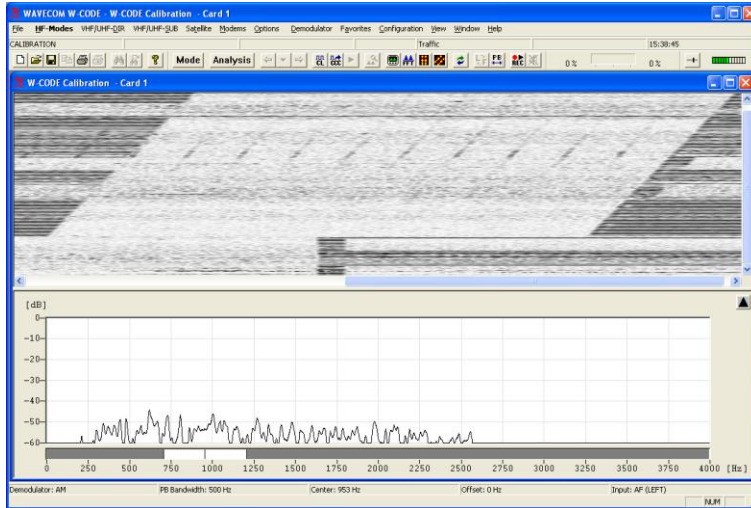 WAVECOM W-CODE - W-CODE Calibration - Card 1
File HF-Modes VHF/UHF-DIR VHF/UHF-SUB Satellite Modems Options Demodulator Favorites Configuration View Window Help
CALIBRATION Traffic 15:38:45
Mode Analysis 0 % 0 %
W-CODE Calibration - Card 1
[dB]
0
-10
-20
-30
-40
-50
-60
0 250 500 750 1000 1250 1500 1750 2000 2250 2500 2750 3000 3250 3500 3750 4000 [Hz]
Demodulator: AM PB Bandwidth: 500 Hz Center: 953 Hz Offset: 0 Hz Input: AF (LEFT)
NUM